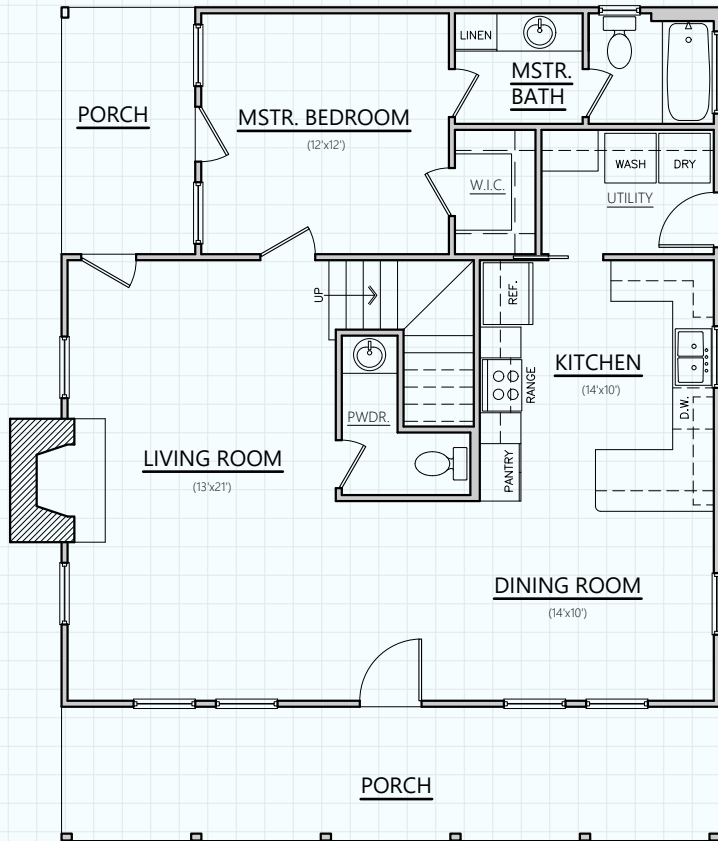 LINEN
MSTR.
BATH
PORCH
MSTR. BEDROOM
(12'x12')
WASH
DRY
W.I.C.
UTILITY
UP
REF.
KITCHEN
(14'x10')
RANGE
D.W.
PWDR.
LIVING ROOM
(13'x21')
PANTRY
DINING ROOM
(14'x10')
PORCH